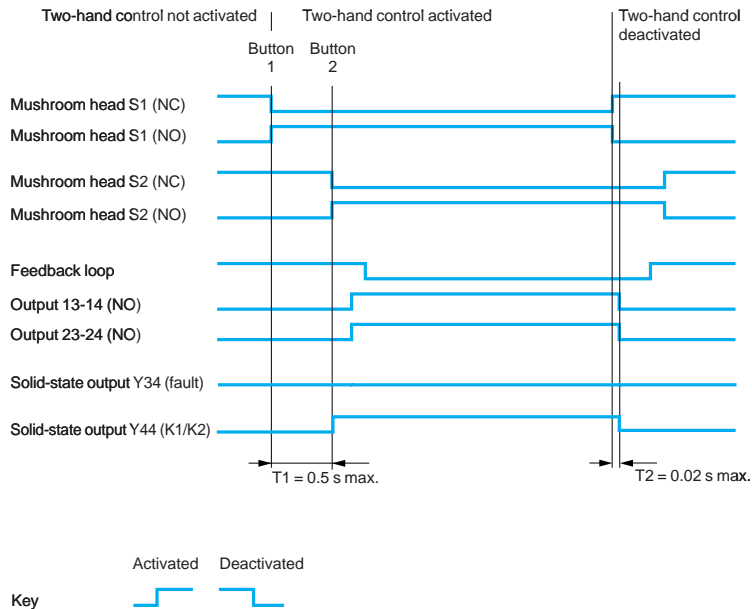 Two-hand control not activated
Two-hand control activated
Two-hand control
deactivated
Button
1
Button
2
Mushroom head S1 (NC)
Mushroom head S1 (NO)
Mushroom head S2 (NC)
Mushroom head S2 (NO)
Feedback loop
Output 13-14 (NO)
Output 23-24 (NO)
Solid-state output Y34 (fault)
Solid-state output Y44 (K1/K2)
T1 = 0.5 s max.
T2 = 0.02 s max.
Activated
Deactivated
Key